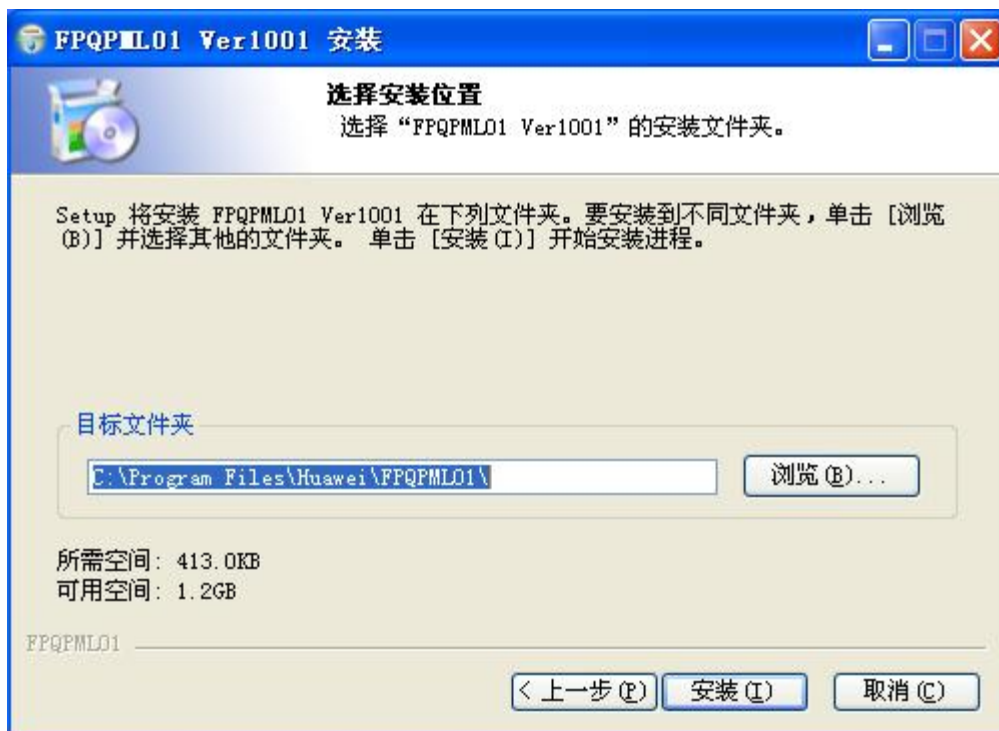 FPQPML01 Ver1001 安装
选择安装位置
选择“FPQPML01 Ver1001”的安装文件夹。
Setup 将安装 FPQPML01 Ver1001 在下列文件夹。要安装到不同文件夹，单击 [浏览
(B)] 并选择其他的文件夹。 单击 [安装(I)] 开始安装进程。
目标文件夹
C:\Program Files\Huawei\FPQPML01\
浏览(B)...
所需空间: 413.0KB
可用空间: 1.2GB
FPQPML01
< 上一步(P)
安装(I)
取消(C)